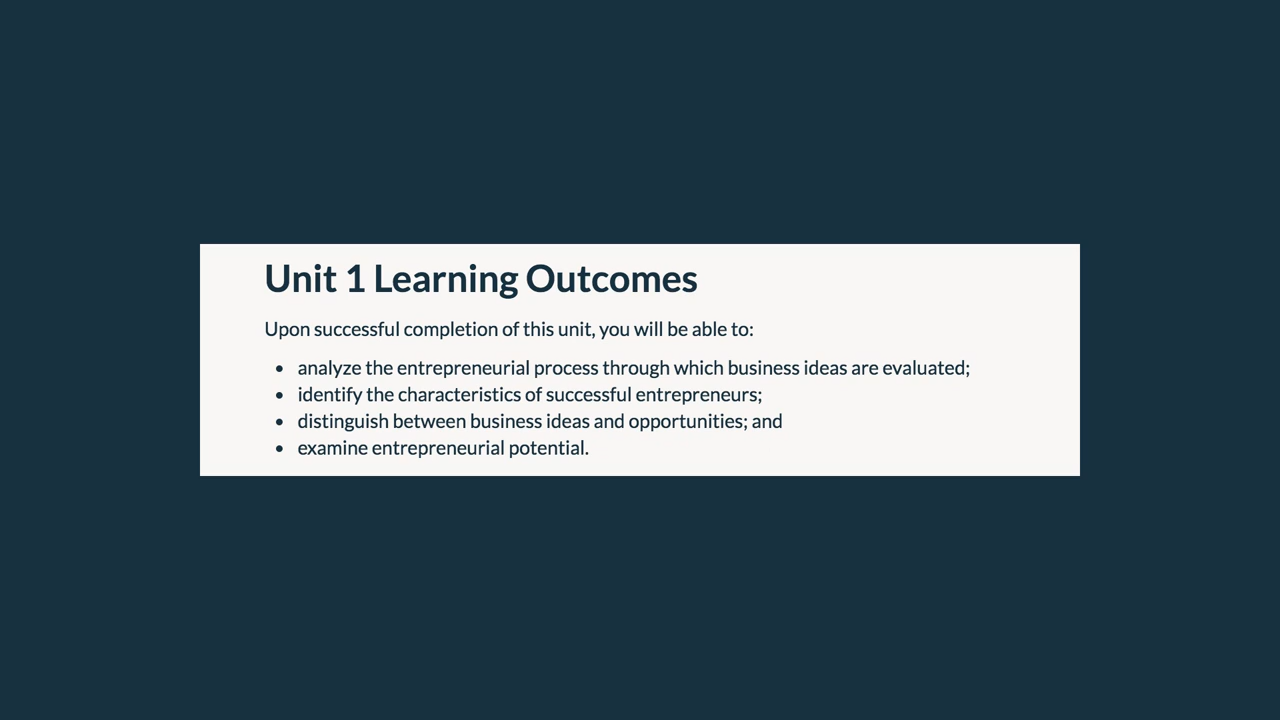 Unit 1 Learning Outcomes
Upon successful completion of this unit, you will be able to:
• analyze the entrepreneurial process through which business ideas are evaluated;
• identify the characteristics of successful entrepreneurs;
• distinguish between business ideas and opportunities; and
• examine entrepreneurial potential.